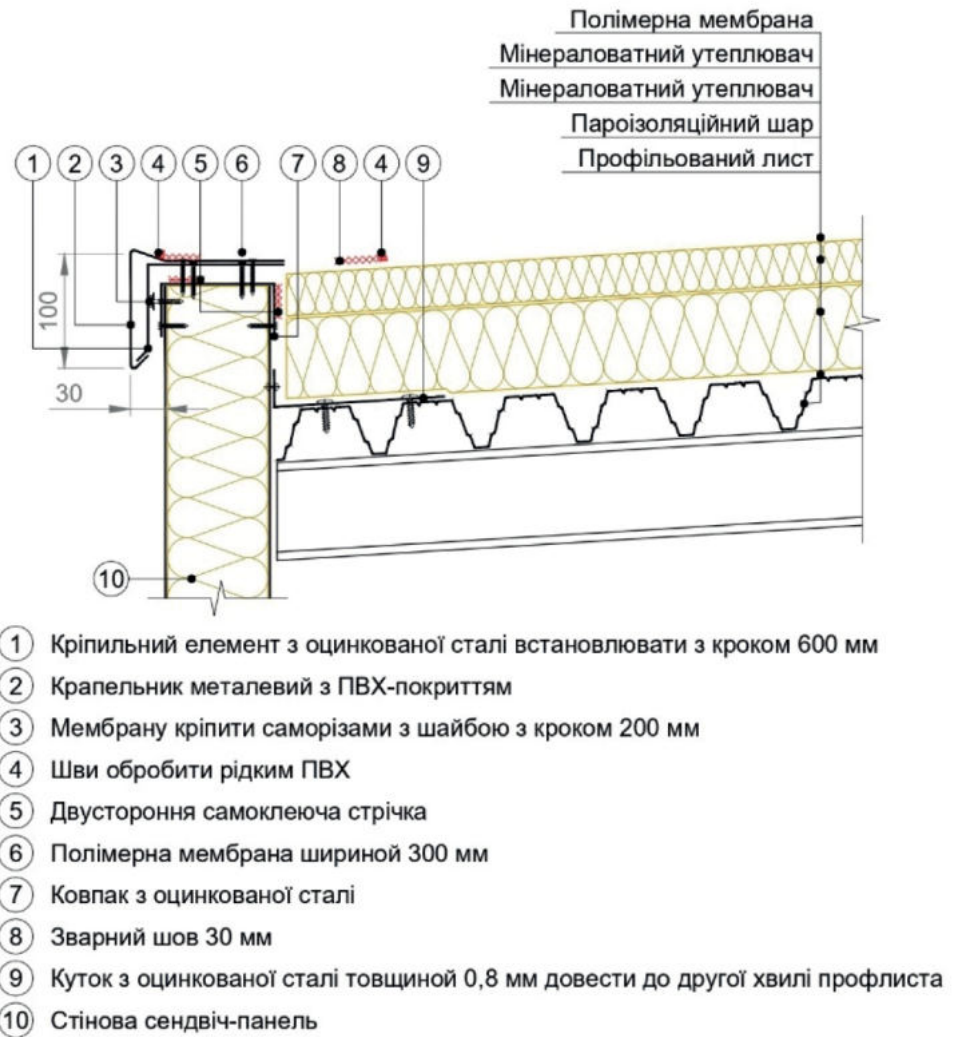 Полімерна мембрана
Мінераловатний утеплювач
Мінераловатний утеплювач
Пароізоляційний шар
Профільований лист
1 2 3 4 5 6 7 8 4 9
100
30
10
1 Кріпильний елемент з оцинкованої сталі встановлювати з кроком 600 мм
2 Крапельник металевий з ПВХ-покриттям
3 Мембрану кріпити саморізами з шайбою з кроком 200 мм
4 Шви обробити рідким ПВХ
5 Двустороння самоклеюча стрічка
6 Полімерна мембрана шириной 300 мм
7 Ковпак з оцинкованої сталі
8 Зварний шов 30 мм
9 Куток з оцинкованої сталі товщиной 0,8 мм довести до другої хвилі профлиста
10 Стінова сендвіч-панель